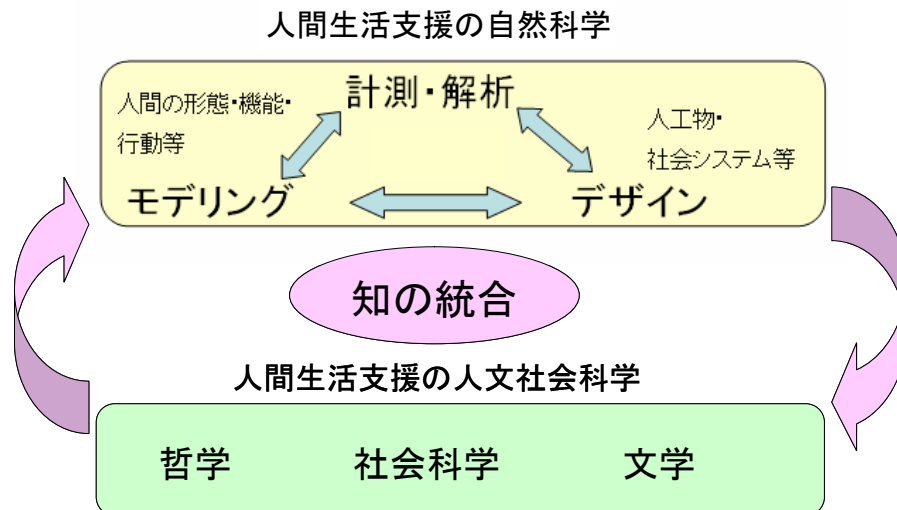 人間生活支援の自然科学
計測・解析
人間の形態・機能・
行動等
人工物・
社会システム等
モデリング
デザイン
知の統合
人間生活支援の人文社会科学
哲学 社会科学 文学